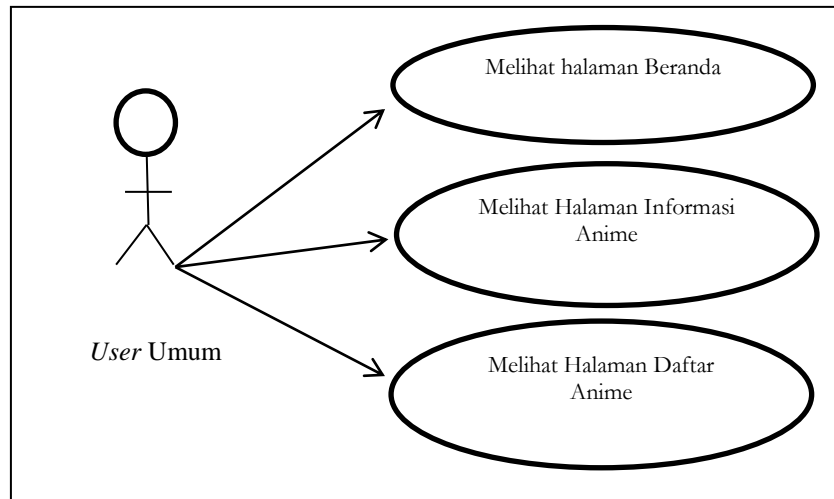 Melihat halaman Beranda
Melihat Halaman Informasi
Anime
User Umum
Melihat Halaman Daftar
Anime